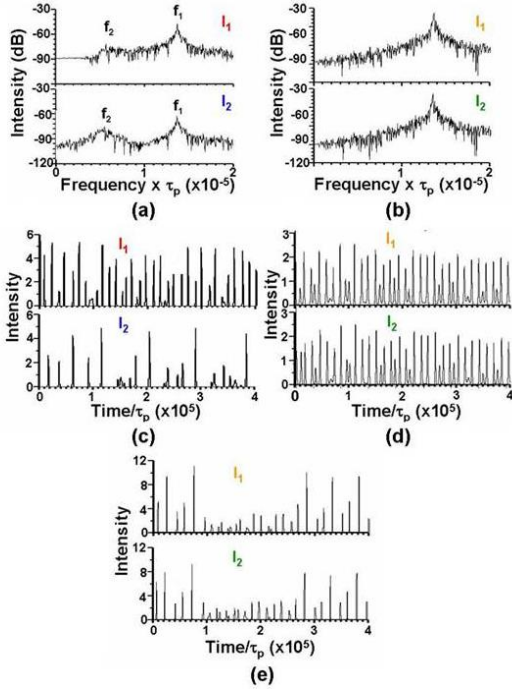 -30
-60
-90
f2
f1
I1
-30
-60
-90
-120
f2
f1
I2
Intensity (dB)
0 1 2
Frequency x τp (x10-5)
(a)
-30
-60
-90
I1
-30
-60
-90
-120
I2
Intensity (dB)
1 2
Frequency x τp (x10-5)
(b)
6
4
2
0
I1
6
4
2
0
I2
Intensity
0 1 2 3 4
Time/τp (x105)
(c)
3
2
1
0
I1
3
2
1
0
I2
Intensity
0 1 2 3 4
Time/τp (x105)
(d)
12
8
4
0
I1
12
8
4
0
I2
Intensity
0 1 2 3 4
Time/τp (x105)
(e)